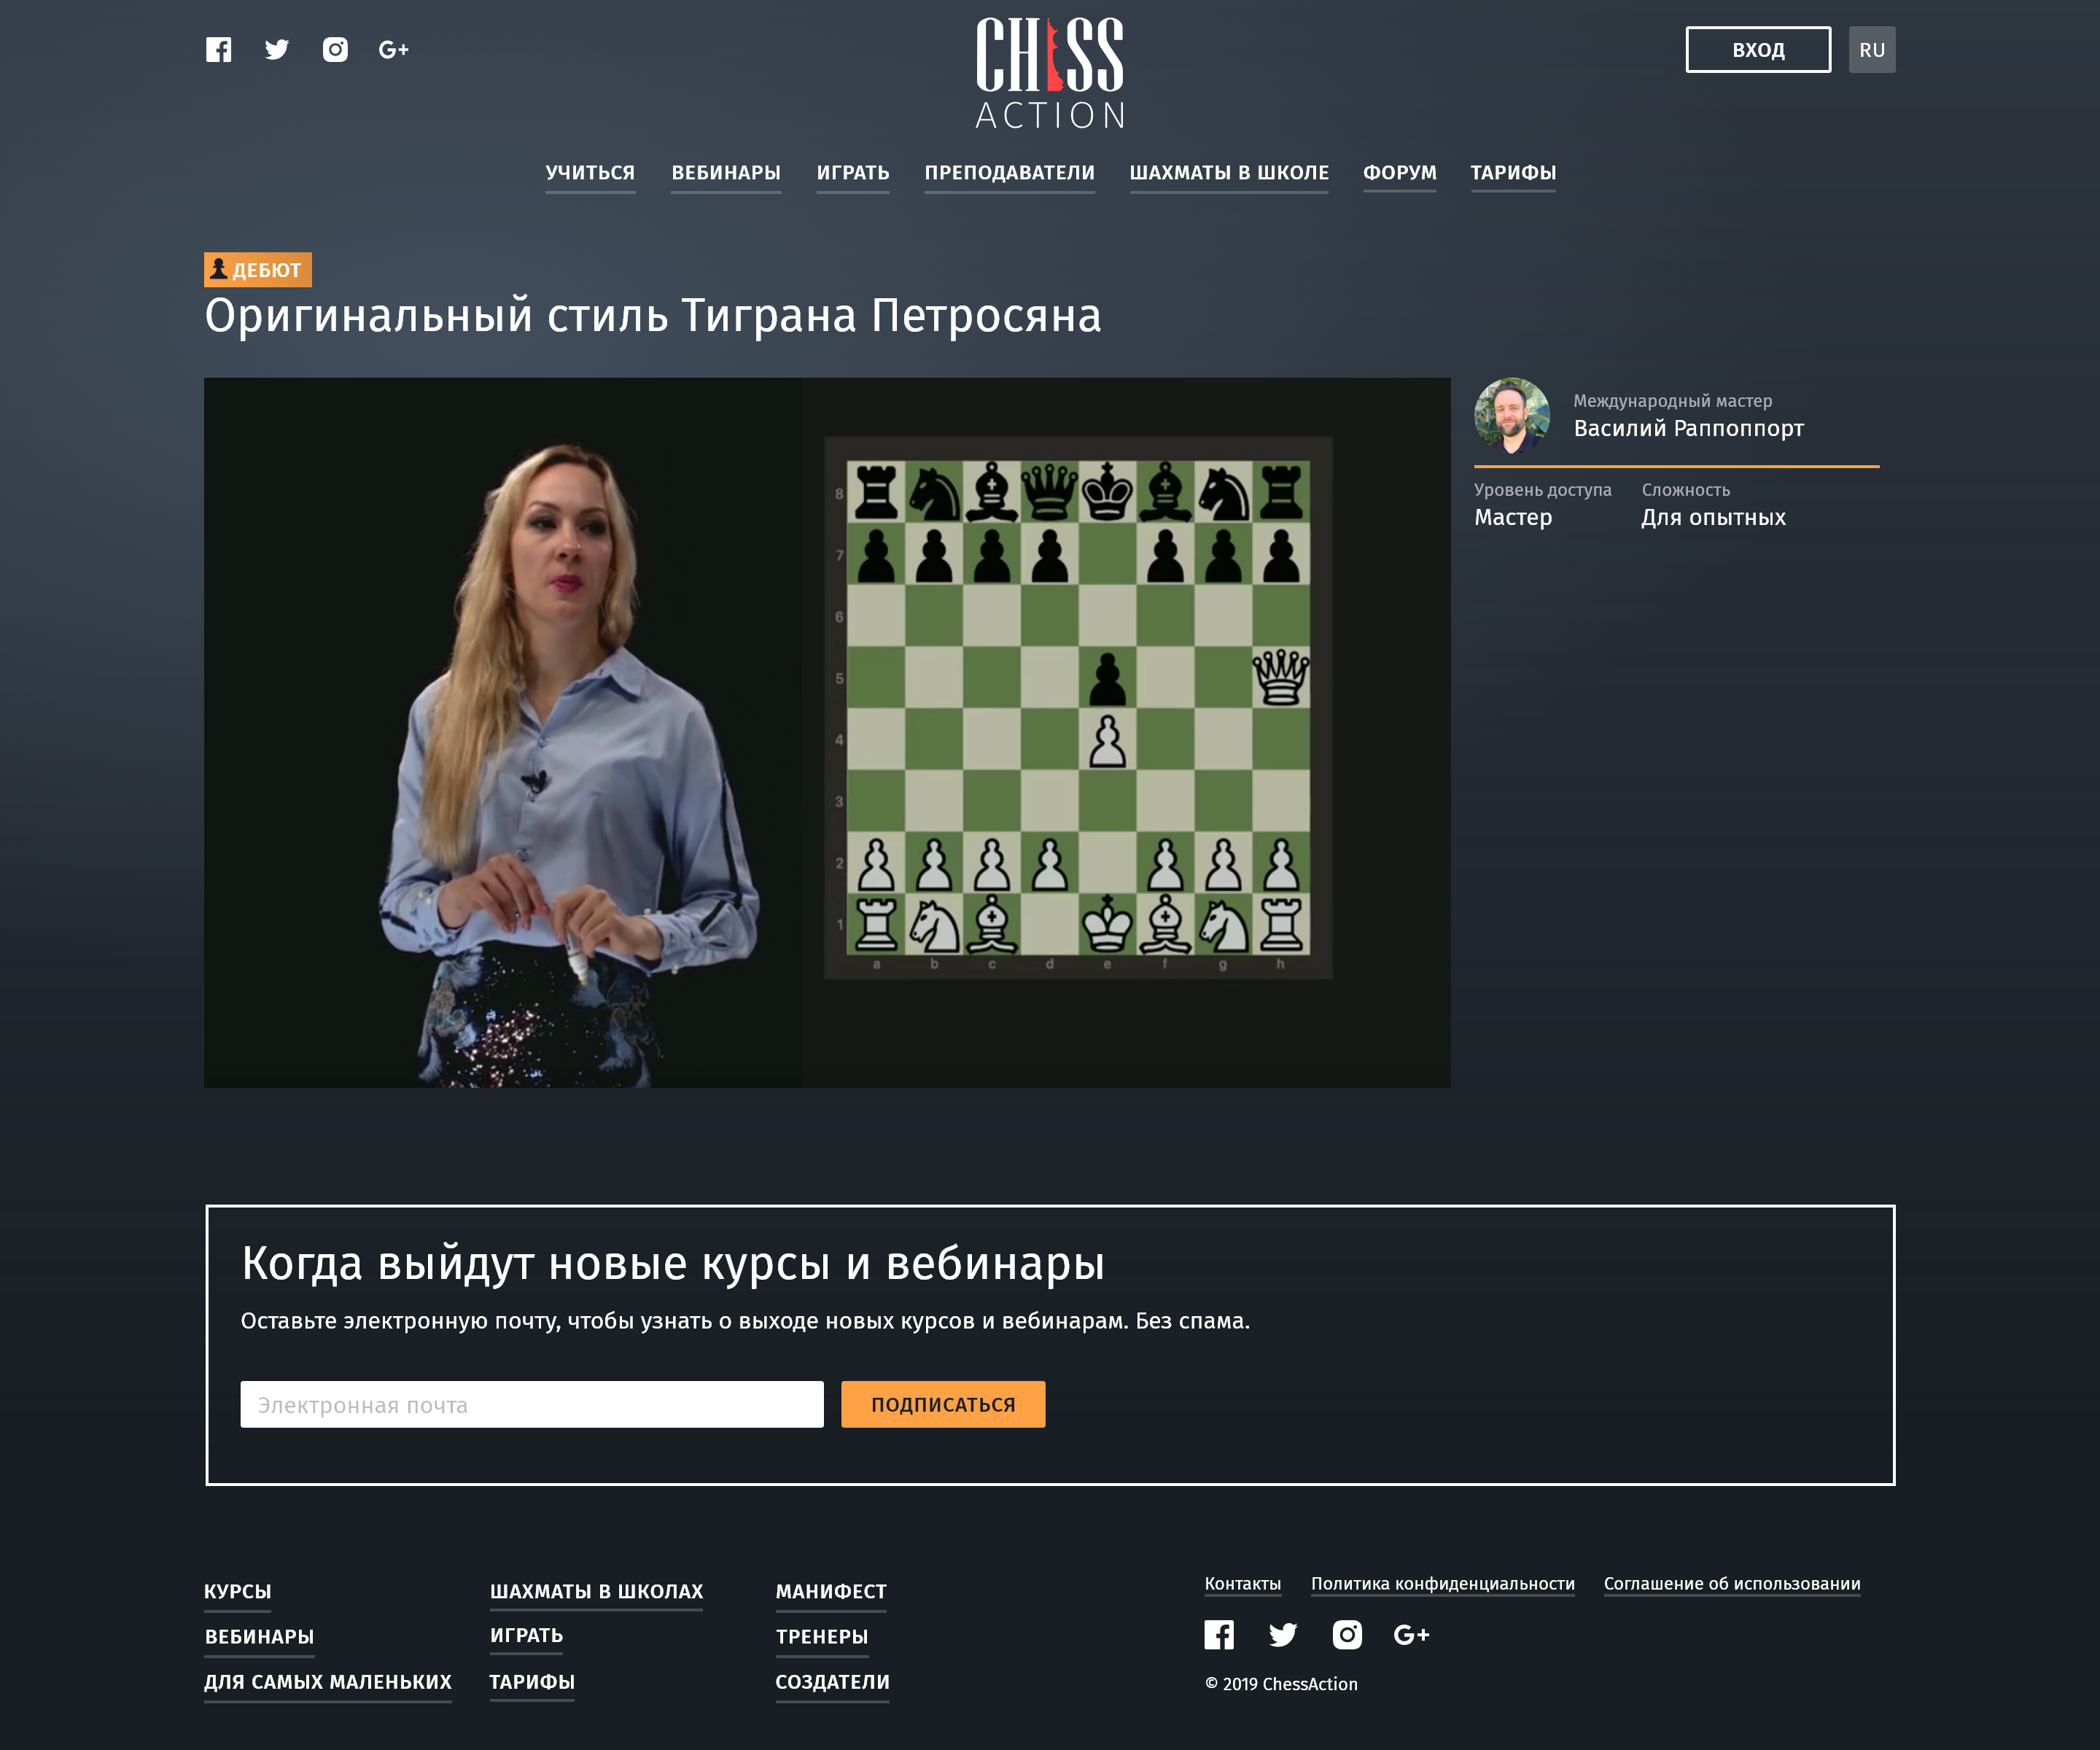 CHESS
ACTION
ВХОД
RU
УЧИТЬСЯ ВЕБИНАРЫ ИГРАТЬ ПРЕПОДАВАТЕЛИ ШАХМАТЫ В ШКОЛЕ ФОРУМ ТАРИФЫ
ДЕБЮТ
Оригинальный стиль Тиграна Петросяна
8
7
6
5
4
3
2
1
a b c d e f g h
Международный мастер
Василий Раппоппорт
Уровень доступа Сложность
Мастер Для опытных
Когда выйдут новые курсы и вебинары
Оставьте электронную почту, чтобы узнать о выходе новых курсов и вебинарам. Без спама.
Электронная почта ПОДПИСАТЬСЯ
КУРСЫ
ВЕБИНАРЫ
ДЛЯ САМЫХ МАЛЕНЬКИХ
ШАХМАТЫ В ШКОЛАХ
ИГРАТЬ
ТАРИФЫ
МАНИФЕСТ
ТРЕНЕРЫ
СОЗДАТЕЛИ
Контакты Политика конфиденциальности Соглашение об использовании
G+
© 2019 ChessAction